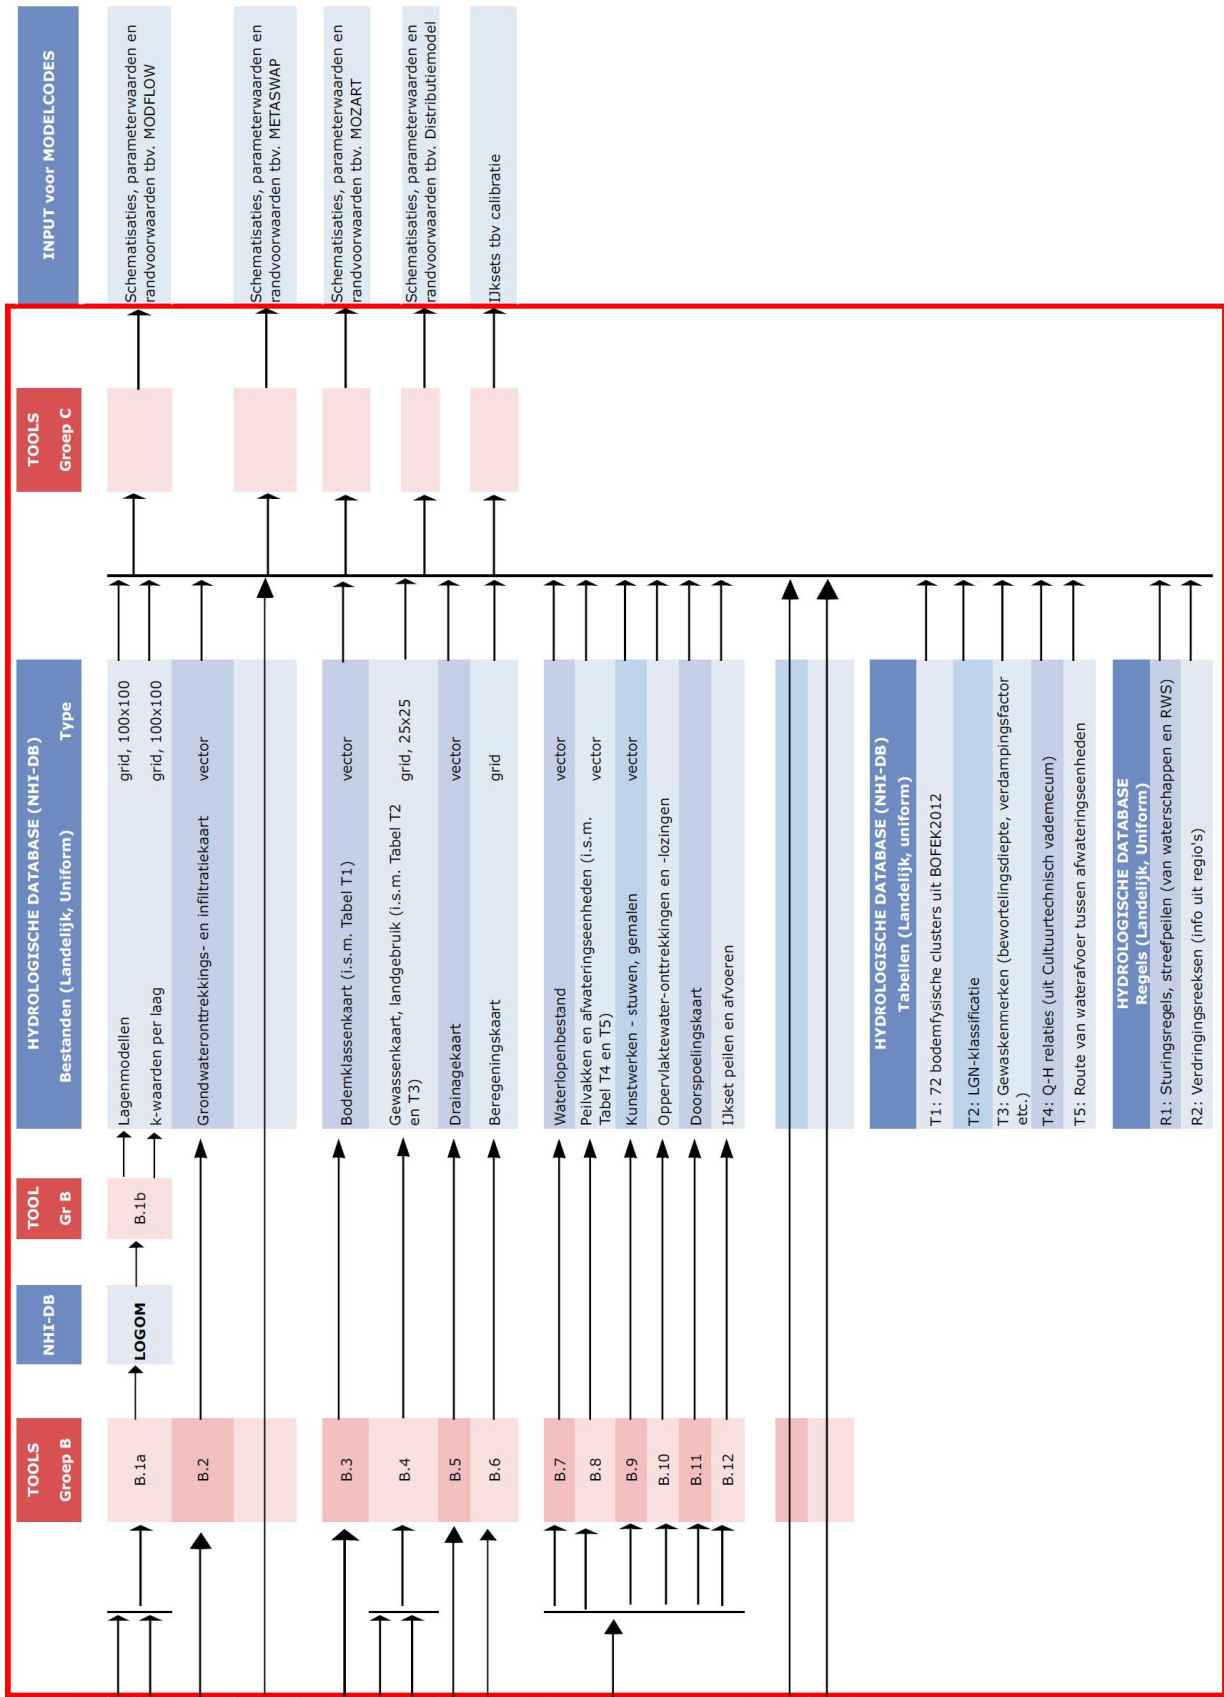 TOOLS
Groep B
NHI-DB
TOOL
Gr B
HYDROLOGISCHE DATABASE (NHI-DB)
Bestanden (Landelijk, Uniform) Type
TOOLS
Groep C
INPUT voor MODELCODES
B.1a
LOGOM
B.1b
Lagenmodellen grid, 100x100
k-waarden per laag grid, 100x100
Schematisaties, parameterwaarden en
randvoorwaarden tbv. MODFLOW
B.2
Grondwateronttrekkings- en infiltratiekaart vector
Schematisaties, parameterwaarden en
randvoorwaarden tbv. METASWAP
B.3
Bodemklassenkaart (i.s.m. Tabel T1) vector
Schematisaties, parameterwaarden en
randvoorwaarden tbv. MOZART
B.4
Gewassenkaart, landgebruik (i.s.m. Tabel T2
en T3) grid, 25x25
Schematisaties, parameterwaarden en
randvoorwaarden tbv. Distributiemodel
B.5
Drainagekaart vector
B.6
Beregeningskaart grid
IJksets tbv calibratie
B.7
Waterlopenbestand vector
B.8
Peilvakken en afwateringseenheden (i.s.m.
Tabel T4 en T5) vector
B.9
Kunstwerken - stuwen, gemalen vector
B.10
Oppervlaktewater-onttrekkingen en -lozingen
B.11
Doorspoelingskaart
B.12
IJkset peilen en afvoeren
HYDROLOGISCHE DATABASE (NHI-DB)
Tabellen (Landelijk, uniform)
T1: 72 bodemfysische clusters uit BOFEK2012
T2: LGN-klassificatie
T3: Gewaskenmerken (bewortelingsdiepte, verdampingsfactor
etc.)
T4: Q-H relaties (uit Cultuurtechnisch vademecum)
T5: Route van waterafvoer tussen afwateringseenheden
HYDROLOGISCHE DATABASE
Regels (Landelijk, Uniform)
R1: Sturingsregels, streefpeilen (van waterschappen en RWS)
R2: Verdringingsreeksen (info uit regio's)